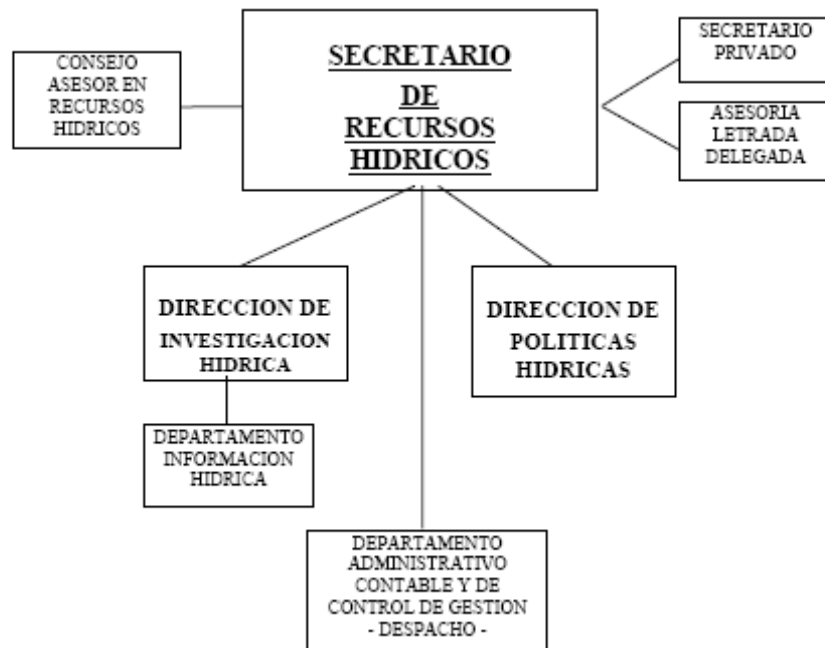 CONSEJO
ASESOR EN
RECURSOS
HIDRICOS
SECRETARIO
DE
RECURSOS
HIDRICOS
SECRETARIO
PRIVADO
ASESORIA
LETRADA
DELEGADA
DIRECCION DE
INVESTIGACION
HIDRICA
DIRECCION DE
POLITICAS
HIDRICAS
DEPARTAMENTO
INFORMACION
HIDRICA
DEPARTAMENTO
ADMINISTRATIVO
CONTABLE Y DE
CONTROL DE GESTION
- DESPACHO -